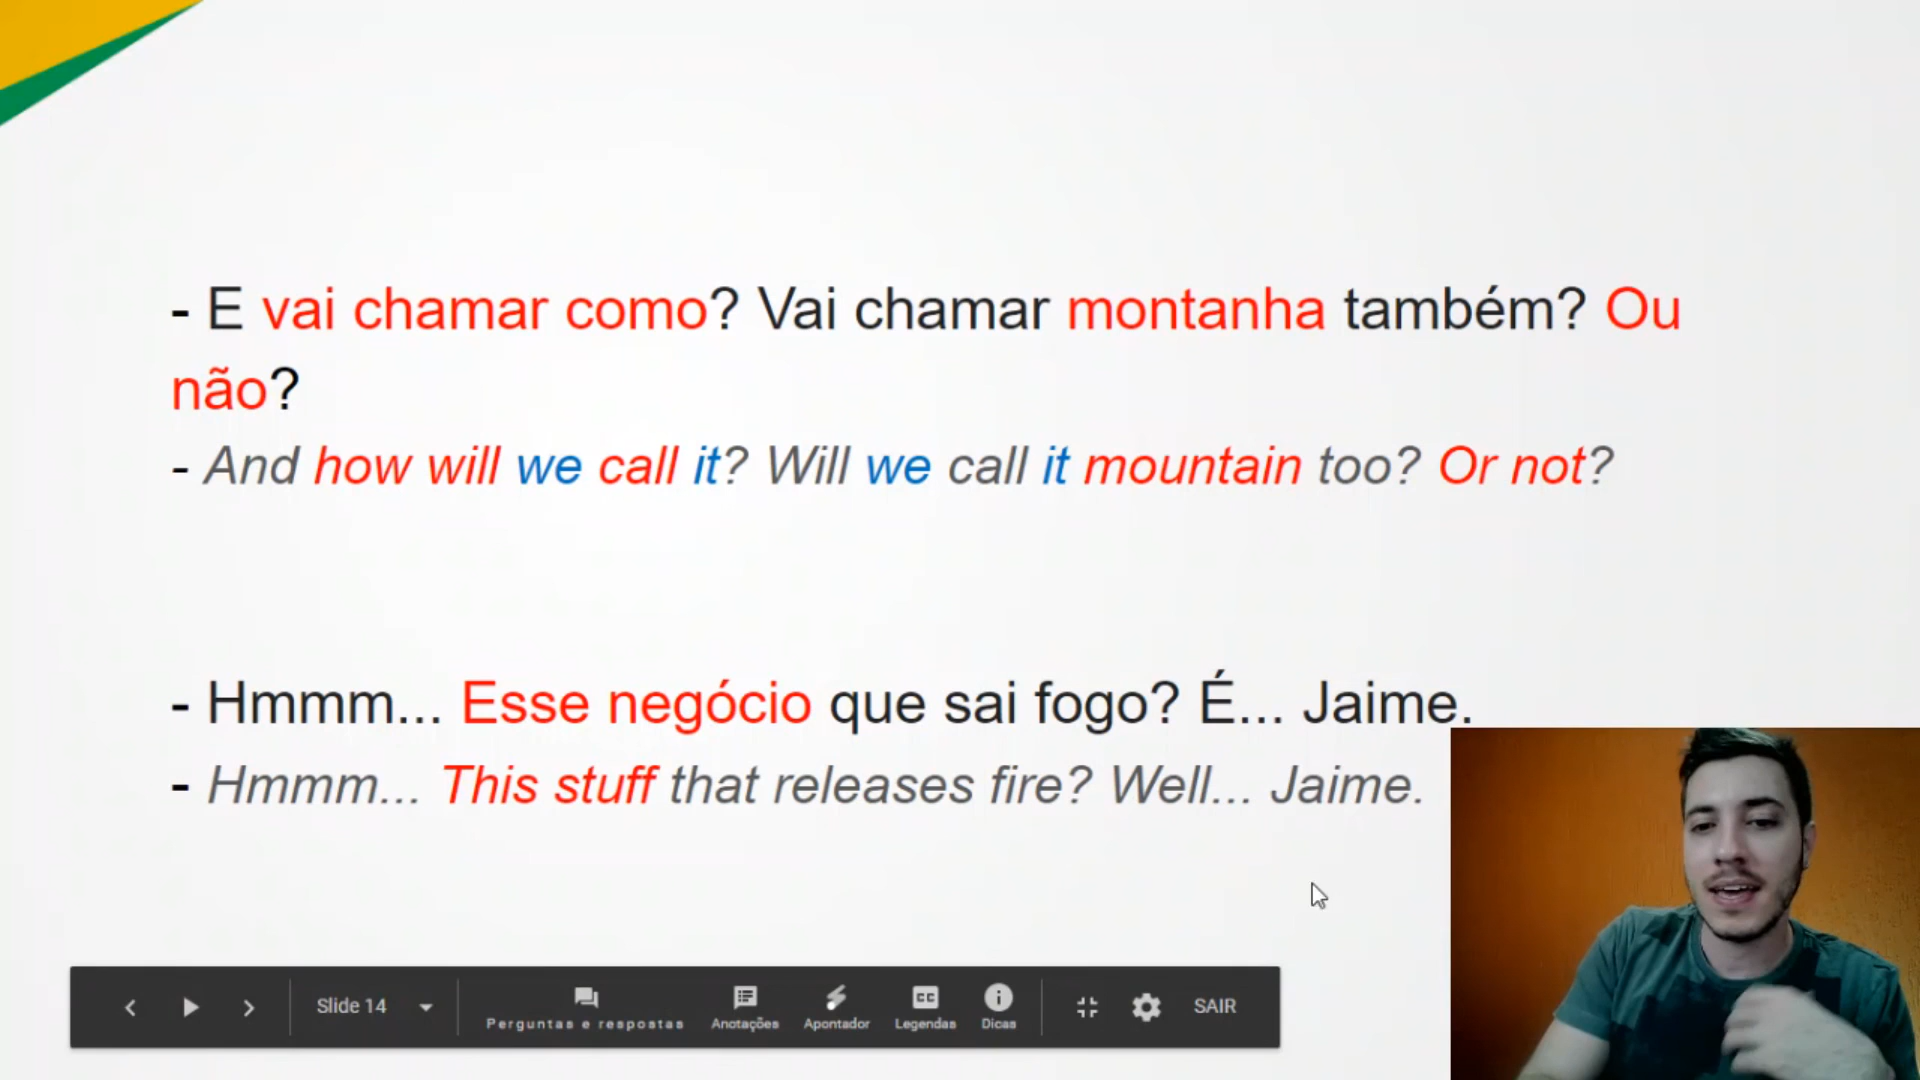 - E vai chamar como? Vai chamar montanha também? Ou
não?
- And how will we call it? Will we call it mountain too? Or not?
- Hmmm... Esse negócio que sai fogo? É... Jaime.
- Hmmm... This stuff that releases fire? Well... Jaime.
Slide 14
Perguntas e respostas
Anotações
Apontador
CC
Legendas
Dicas
SAIR